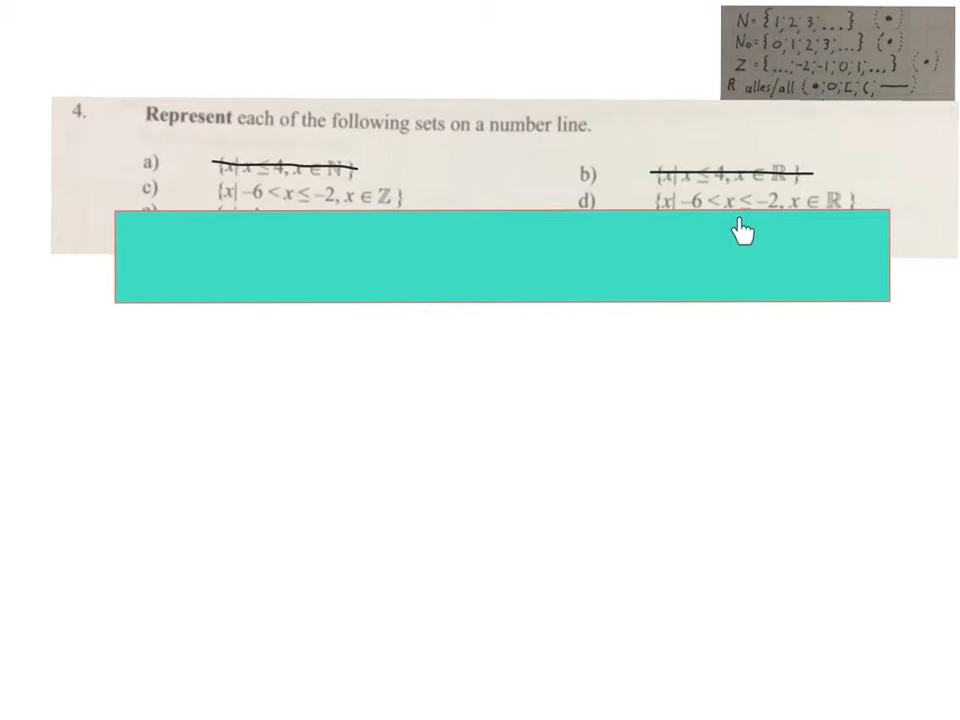 N = {1; 2; 3; ...} (•)
N₀ = {0; 1; 2; 3; ...} (•)
Z = {...; -2; -1; 0; 1; ...} (•)
R alles/all (•; O; [; (; —)
4. Represent each of the following sets on a number line.
a) {x| x ≤ 4, x ∈ ℕ }
b) {x| x ≤ 4, x ∈ ℝ }
c) {x| −6 < x ≤ −2, x ∈ ℤ }
d) {x| −6 < x ≤ −2, x ∈ ℝ }